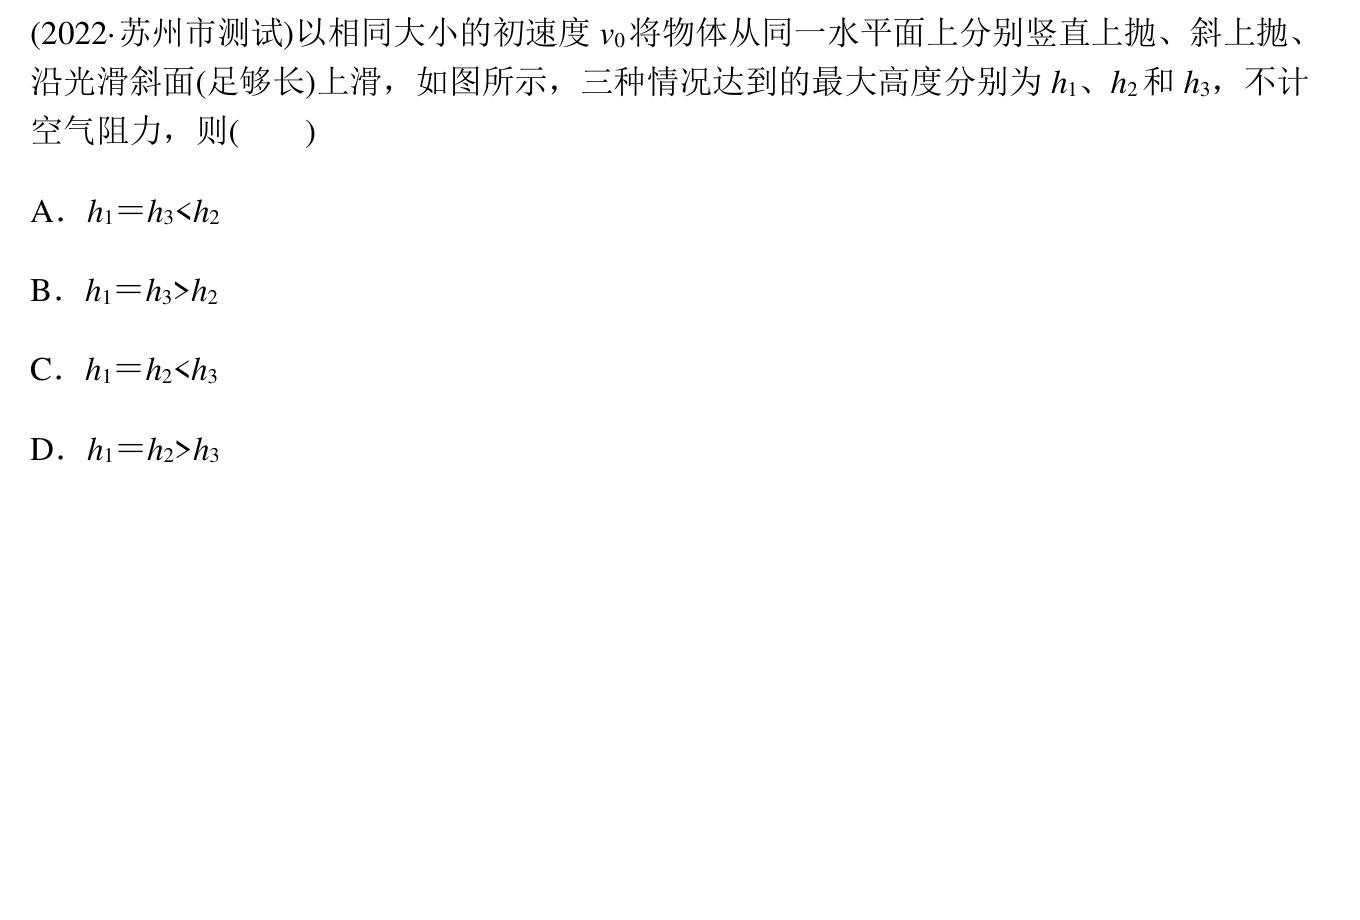 (2022·苏州市测试)以相同大小的初速度 v₀将物体从同一水平面上分别竖直上抛、斜上抛、
沿光滑斜面(足够长)上滑，如图所示，三种情况达到的最大高度分别为 h₁、h₂和 h₃，不计
空气阻力，则(　　)
A．h₁＝h₃<h₂
B．h₁＝h₃>h₂
C．h₁＝h₂<h₃
D．h₁＝h₂>h₃